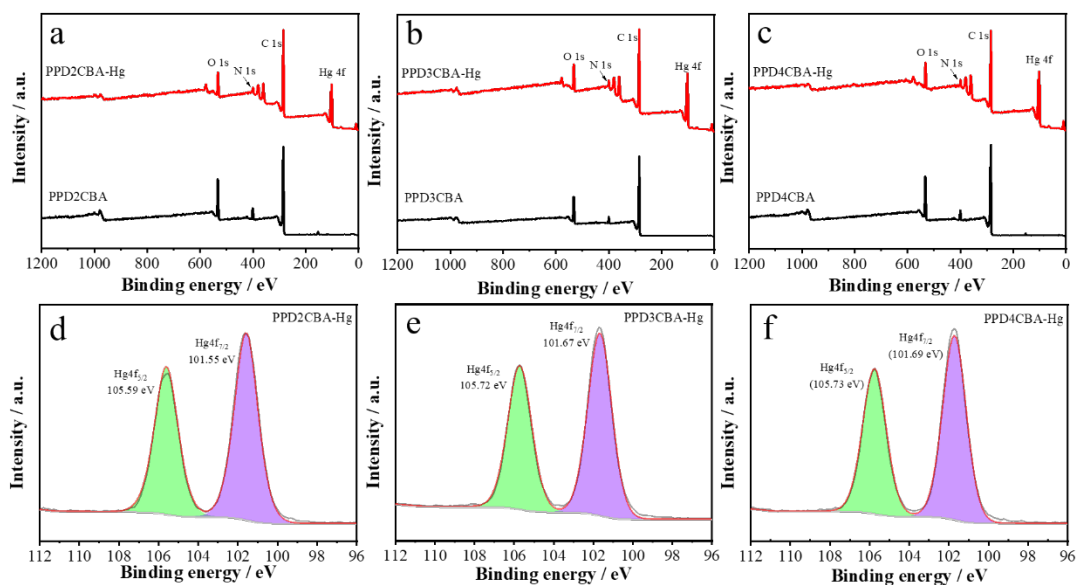 a
PPD2CBA-Hg
O 1s
N 1s
C 1s
Hg 4f
PPD2CBA
Intensity / a.u.
1200 1000 800 600 400 200 0
Binding energy / eV
b
PPD3CBA-Hg
O 1s
N 1s
C 1s
Hg 4f
PPD3CBA
Intensity / a.u.
1200 1000 800 600 400 200 0
Binding energy / eV
c
PPD4CBA-Hg
O 1s
N 1s
C 1s
Hg 4f
PPD4CBA
Intensity / a.u.
1200 1000 800 600 400 200 0
Binding energy / eV
d
PPD2CBA-Hg
Hg4f7/2
101.55 eV
Hg4f5/2
105.59 eV
Intensity / a.u.
112 110 108 106 104 102 100 98 96
Binding energy / eV
e
PPD3CBA-Hg
Hg4f7/2
101.67 eV
Hg4f5/2
105.72 eV
Intensity / a.u.
112 110 108 106 104 102 100 98 96
Binding energy / eV
f
PPD4CBA-Hg
Hg4f7/2
(101.69 eV)
Hg4f5/2
(105.73 eV)
Intensity / a.u.
112 110 108 106 104 102 100 98 96
Binding energy / eV